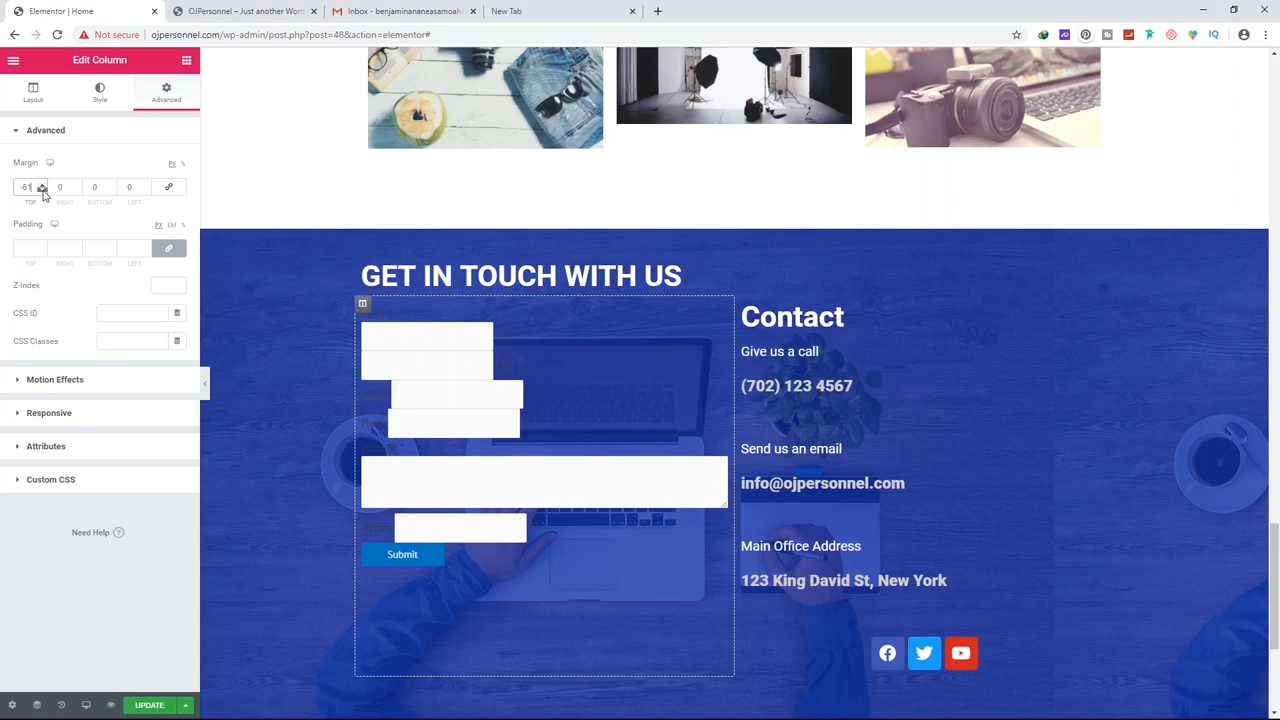 Elementor | Home
OJPersonnel – Just another Word
Inbox - benjaminananeasamoah
New Tab
Not secure | ojpersonnel.com/wp-admin/post.php?post=48&action=elementor#
Edit Column
Layout
Style
Advanced
Advanced
Margin
PX %
-61 0 0 0
TOP RIGHT BOTTOM LEFT
Padding
PX EM %
TOP RIGHT BOTTOM LEFT
Z-Index
CSS ID
CSS Classes
Motion Effects
Responsive
Attributes
Custom CSS
Need Help ?
UPDATE
GET IN TOUCH WITH US
Submit
Contact
Give us a call
(702) 123 4567
Send us an email
info@ojpersonnel.com
Main Office Address
123 King David St, New York